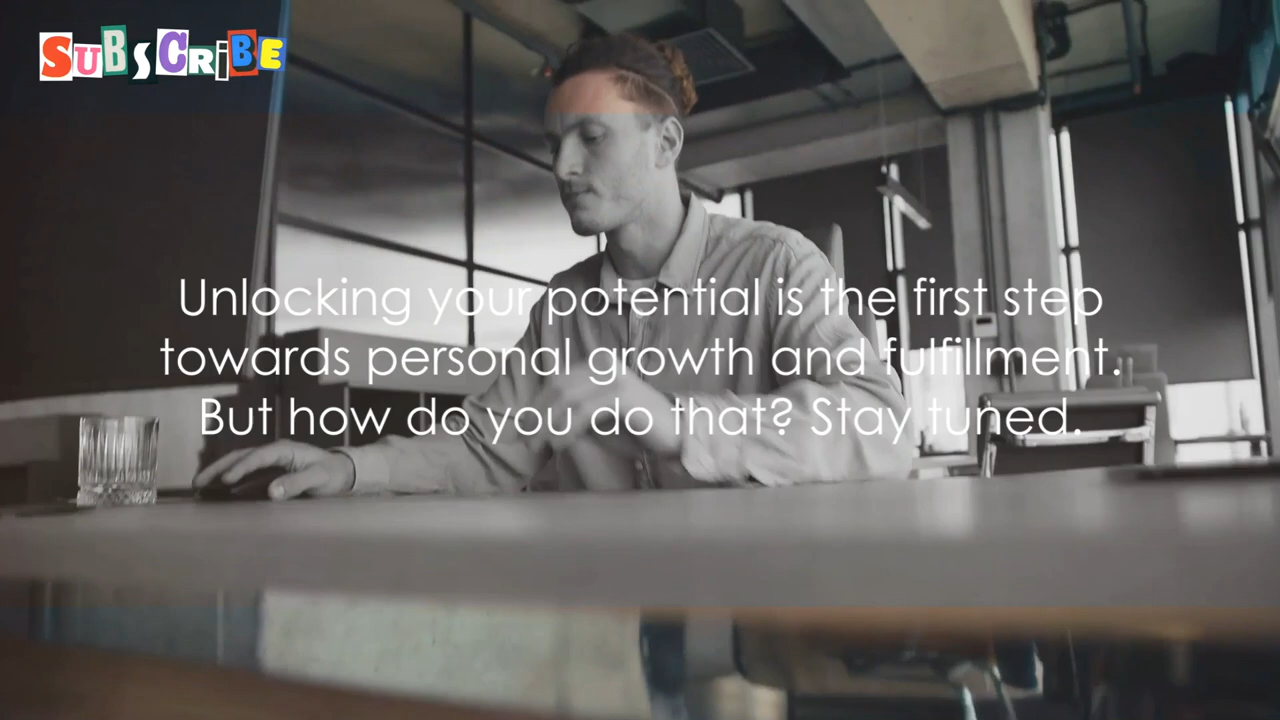 SUBSCRIBE
Unlocking your potential is the first step
towards personal growth and fulfillment.
But how do you do that? Stay tuned.